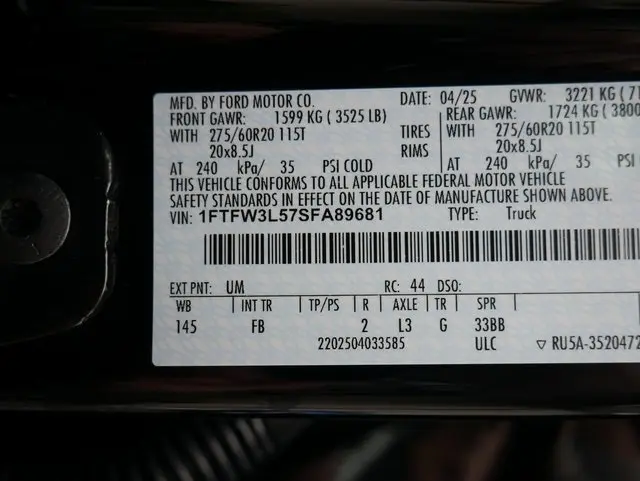 MFD. BY FORD MOTOR CO. DATE: 04/25 GVWR: 3221 KG ( 71
FRONT GAWR: 1599 KG ( 3525 LB) REAR GAWR: 1724 KG ( 3800
WITH 275/60R20 115T TIRES WITH 275/60R20 115T
20x8.5J RIMS 20x8.5J
AT 240 kPa/ 35 PSI COLD AT 240 kPa/ 35 PSI
THIS VEHICLE CONFORMS TO ALL APPLICABLE FEDERAL MOTOR VEHICLE
SAFETY STANDARDS IN EFFECT ON THE DATE OF MANUFACTURE SHOWN ABOVE.
VIN: 1FTFW3L57SFA89681 TYPE: Truck
EXT PNT: UM RC: 44 DSO:
WB | INT TR | TP/PS | R | AXLE | TR | SPR |
145 FB 2 L3 G 33BB
2202504033585 ULC ▽ RU5A-3520472